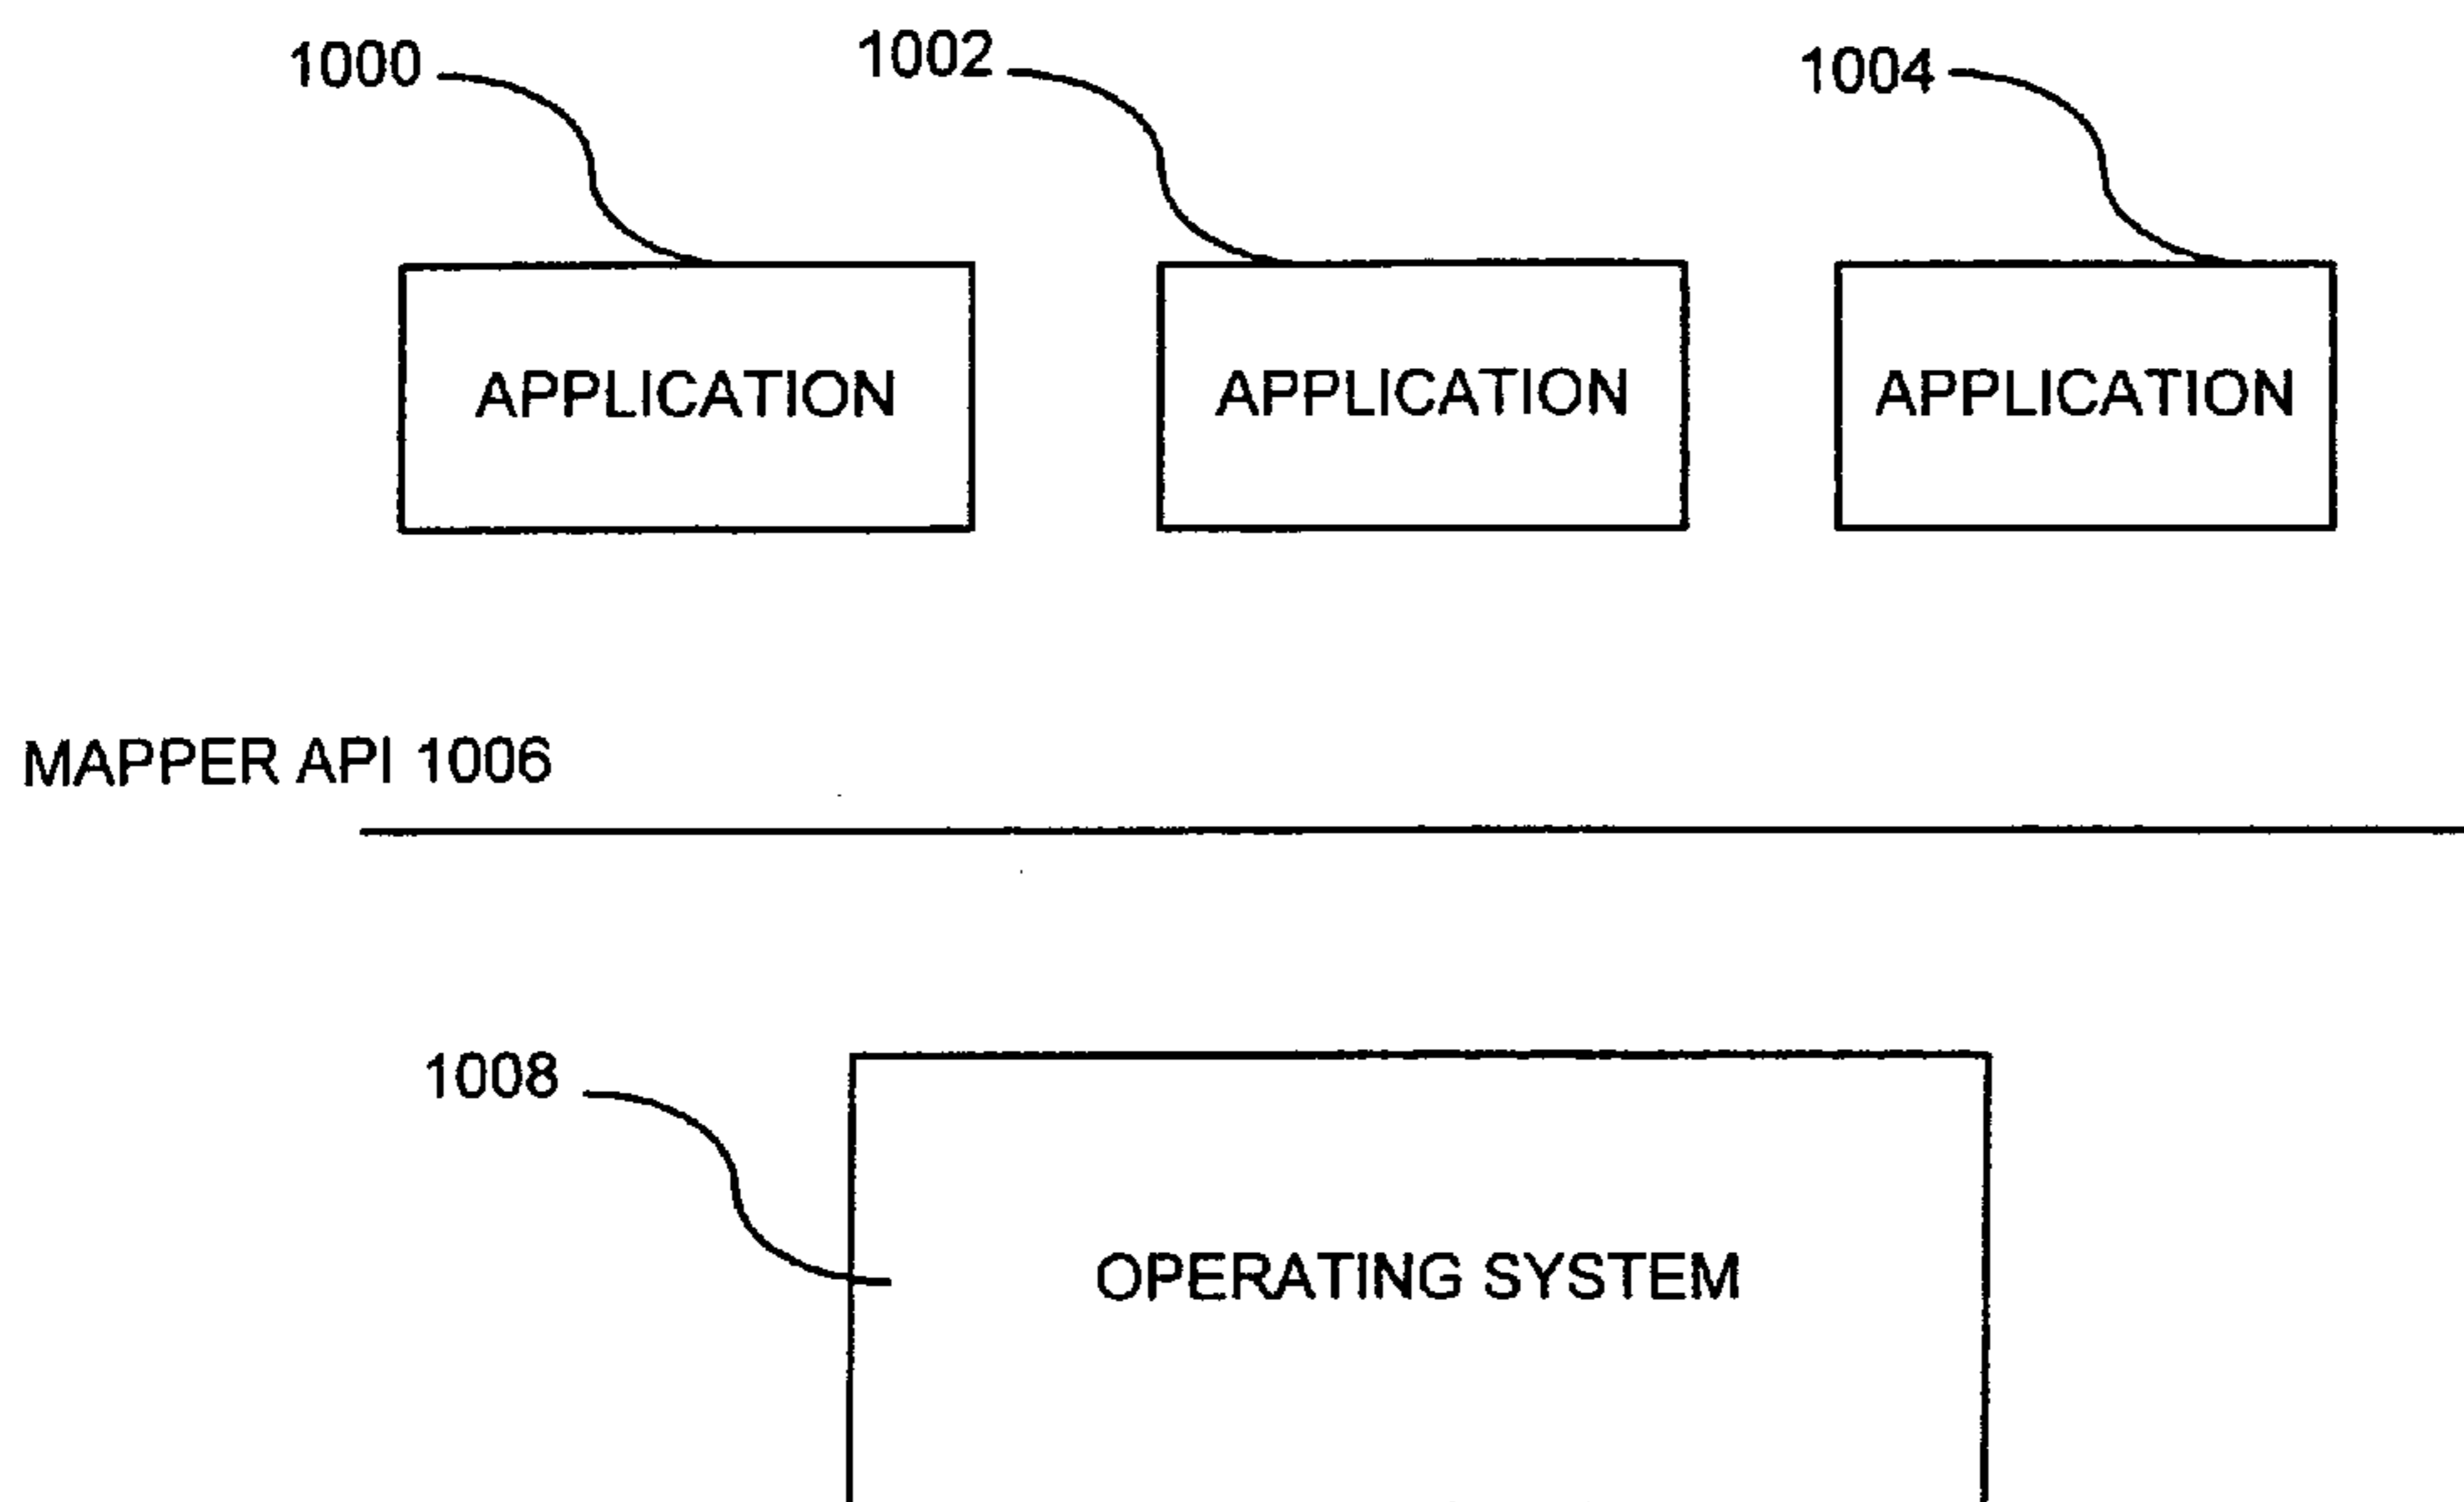 1000
1002
1004
APPLICATION
APPLICATION
APPLICATION
MAPPER API 1006
1008
OPERATING SYSTEM